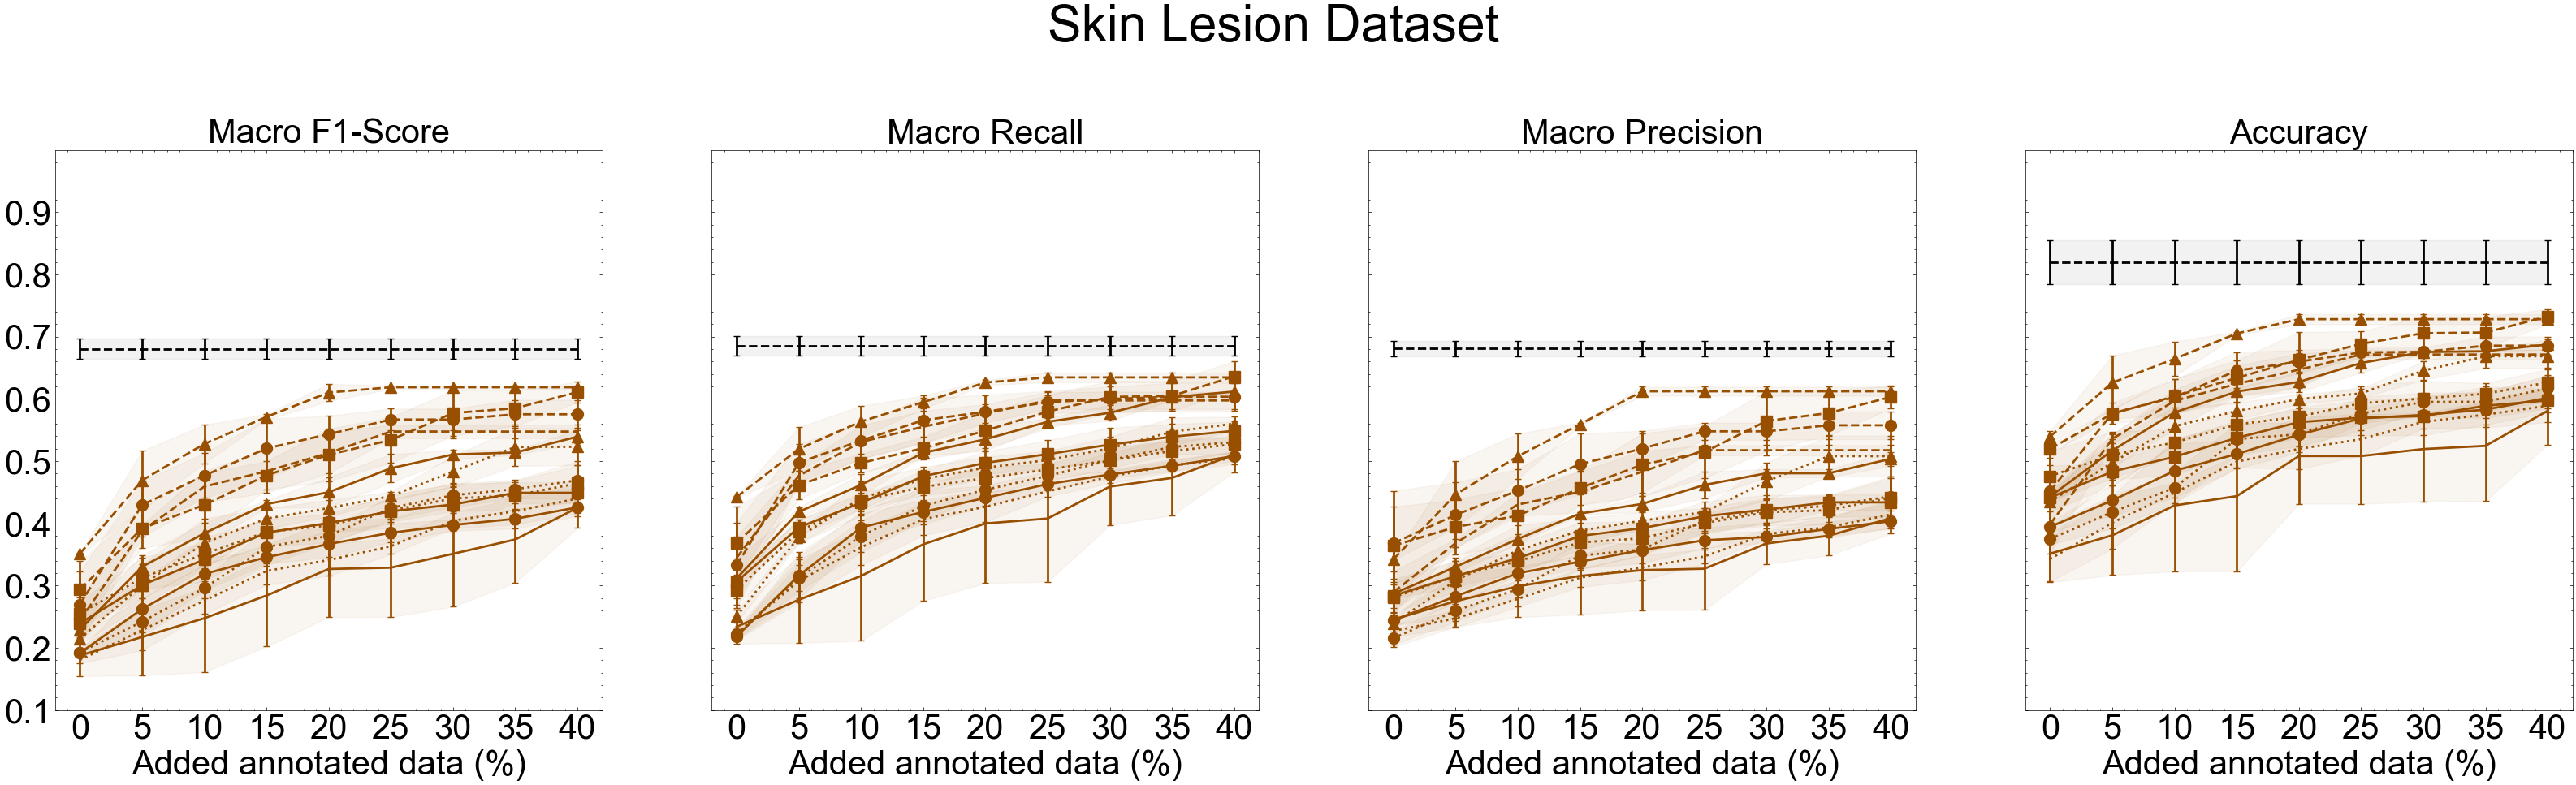 Skin Lesion Dataset
Macro F1-Score
Macro Recall
Macro Precision
Accuracy
0.9
0.8
0.7
0.6
0.5
0.4
0.3
0.2
0.1
0 5 10 15 20 25 30 35 40
0 5 10 15 20 25 30 35 40
0 5 10 15 20 25 30 35 40
0 5 10 15 20 25 30 35 40
Added annotated data (%)
Added annotated data (%)
Added annotated data (%)
Added annotated data (%)